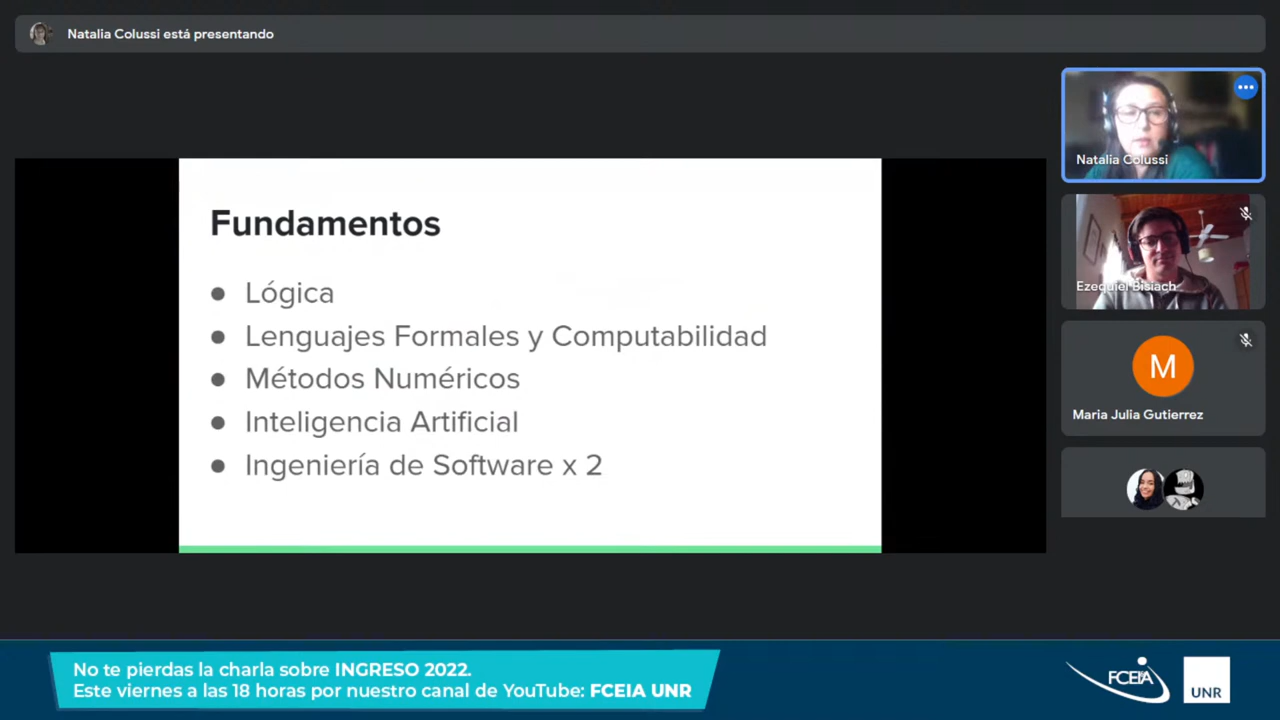 Natalia Colussi está presentando
Fundamentos
● Lógica
● Lenguajes Formales y Computabilidad
● Métodos Numéricos
● Inteligencia Artificial
● Ingeniería de Software x 2
Natalia Colussi
Ezequiel Bisiach
M
Maria Julia Gutierrez
No te pierdas la charla sobre INGRESO 2022.
Este viernes a las 18 horas por nuestro canal de YouTube: FCEIA UNR
FCEIA
UNR